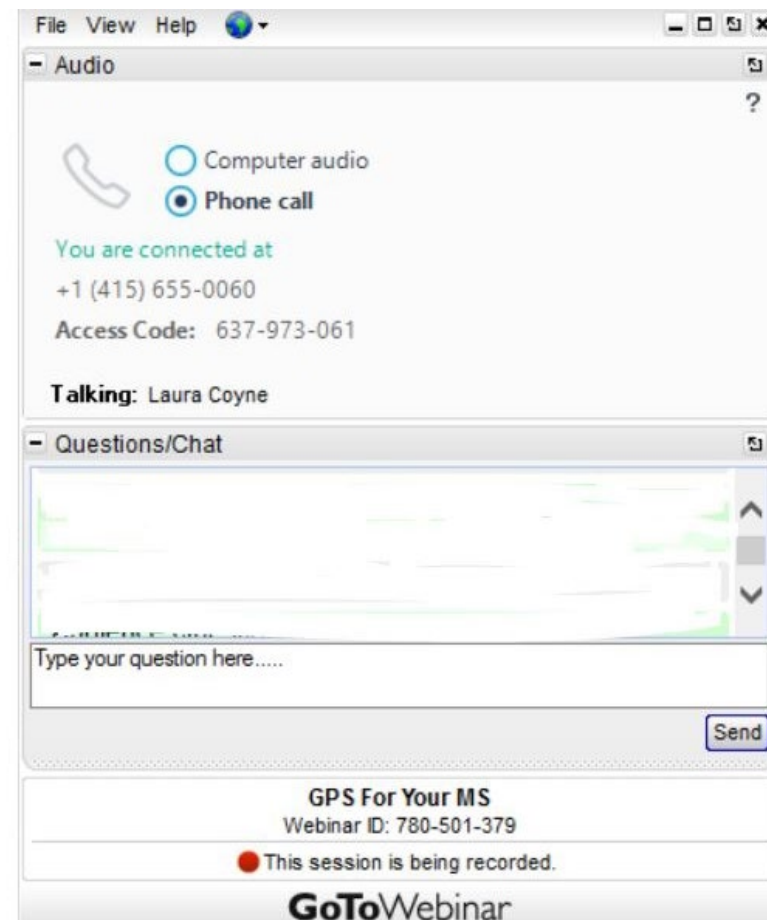 File View Help
Audio
?
Computer audio
Phone call
You are connected at
+1 (415) 655-0060
Access Code: 637-973-061
Talking: Laura Coyne
Questions/Chat
Type your question here.....
Send
GPS For Your MS
Webinar ID: 780-501-379
This session is being recorded.
GoToWebinar